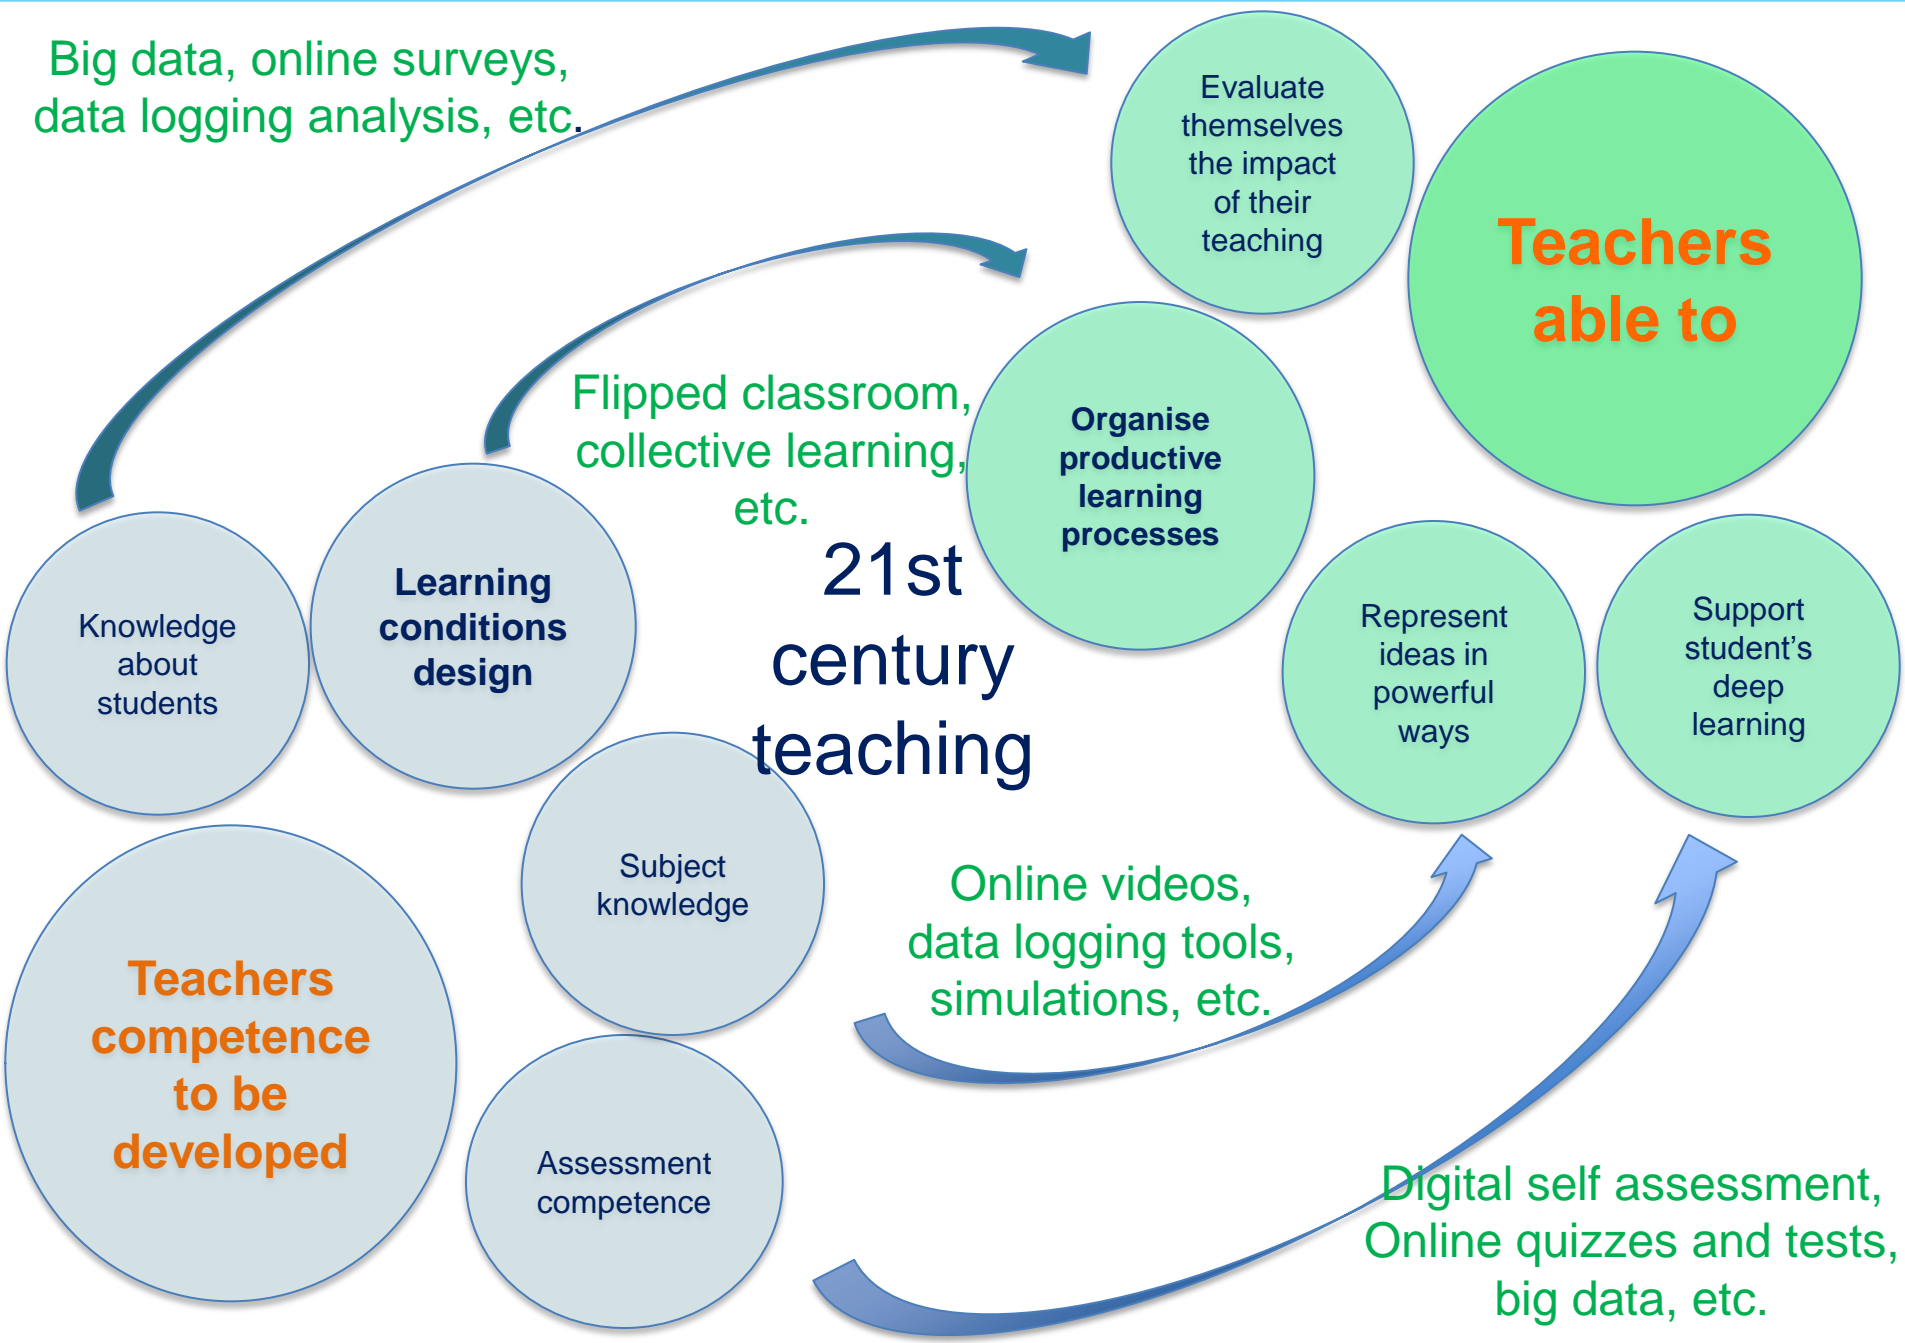 Big data, online surveys,
data logging analysis, etc.
Evaluate
themselves
the impact
of their
teaching
Teachers
able to
Flipped classroom,
collective learning,
etc.
Organise
productive
learning
processes
21st
century
teaching
Knowledge
about
students
Learning
conditions
design
Represent
ideas in
powerful
ways
Support
student’s
deep
learning
Subject
knowledge
Online videos,
data logging tools,
simulations, etc.
Teachers
competence
to be
developed
Assessment
competence
Digital self assessment,
Online quizzes and tests,
big data, etc.